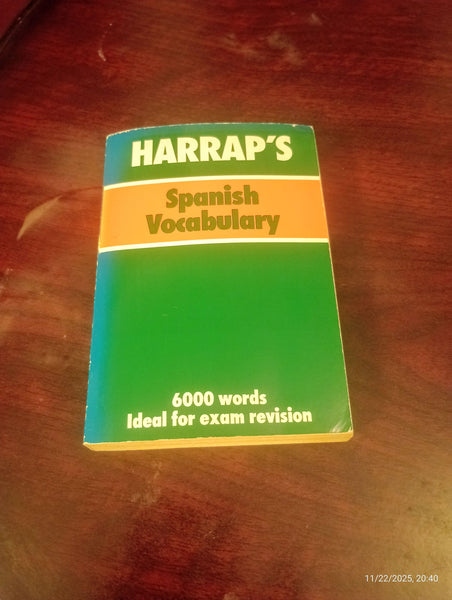 HARRAP'S
Spanish
Vocabulary
6000 words
Ideal for exam revision
11/22/2025, 20:40